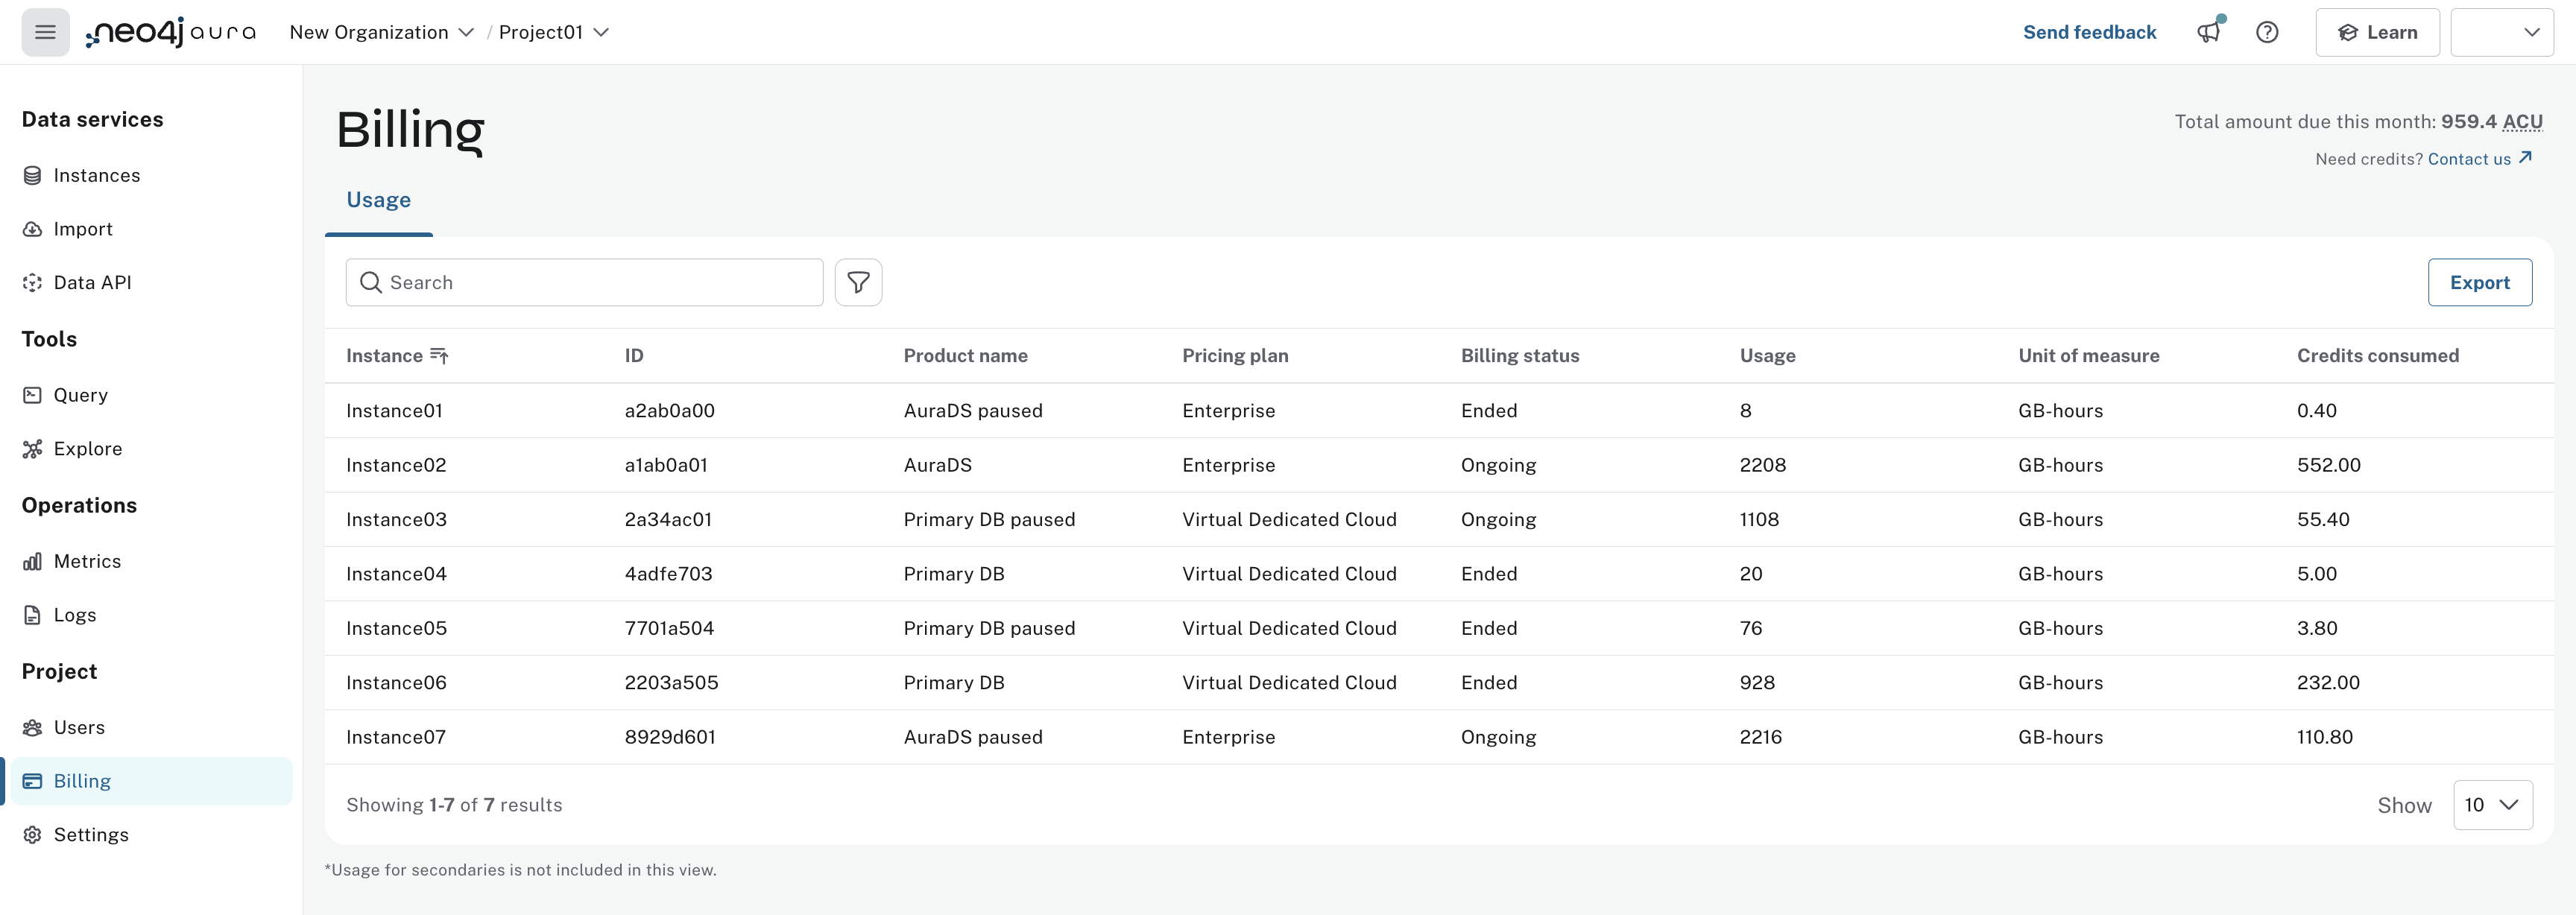 neo4j aura New Organization / Project01 Send feedback Learn
Data services
Instances
Import
Data API
Tools
Query
Explore
Operations
Metrics
Logs
Project
Users
Billing
Settings
Billing
Total amount due this month: 959.4 ACU
Need credits? Contact us
Usage
Search Export
Instance ID Product name Pricing plan Billing status Usage Unit of measure Credits consumed
Instance01 a2ab0a00 AuraDS paused Enterprise Ended 8 GB-hours 0.40
Instance02 a1ab0a01 AuraDS Enterprise Ongoing 2208 GB-hours 552.00
Instance03 2a34ac01 Primary DB paused Virtual Dedicated Cloud Ongoing 1108 GB-hours 55.40
Instance04 4adfe703 Primary DB Virtual Dedicated Cloud Ended 20 GB-hours 5.00
Instance05 7701a504 Primary DB paused Virtual Dedicated Cloud Ended 76 GB-hours 3.80
Instance06 2203a505 Primary DB Virtual Dedicated Cloud Ended 928 GB-hours 232.00
Instance07 8929d601 AuraDS paused Enterprise Ongoing 2216 GB-hours 110.80
Showing 1-7 of 7 results Show 10
*Usage for secondaries is not included in this view.